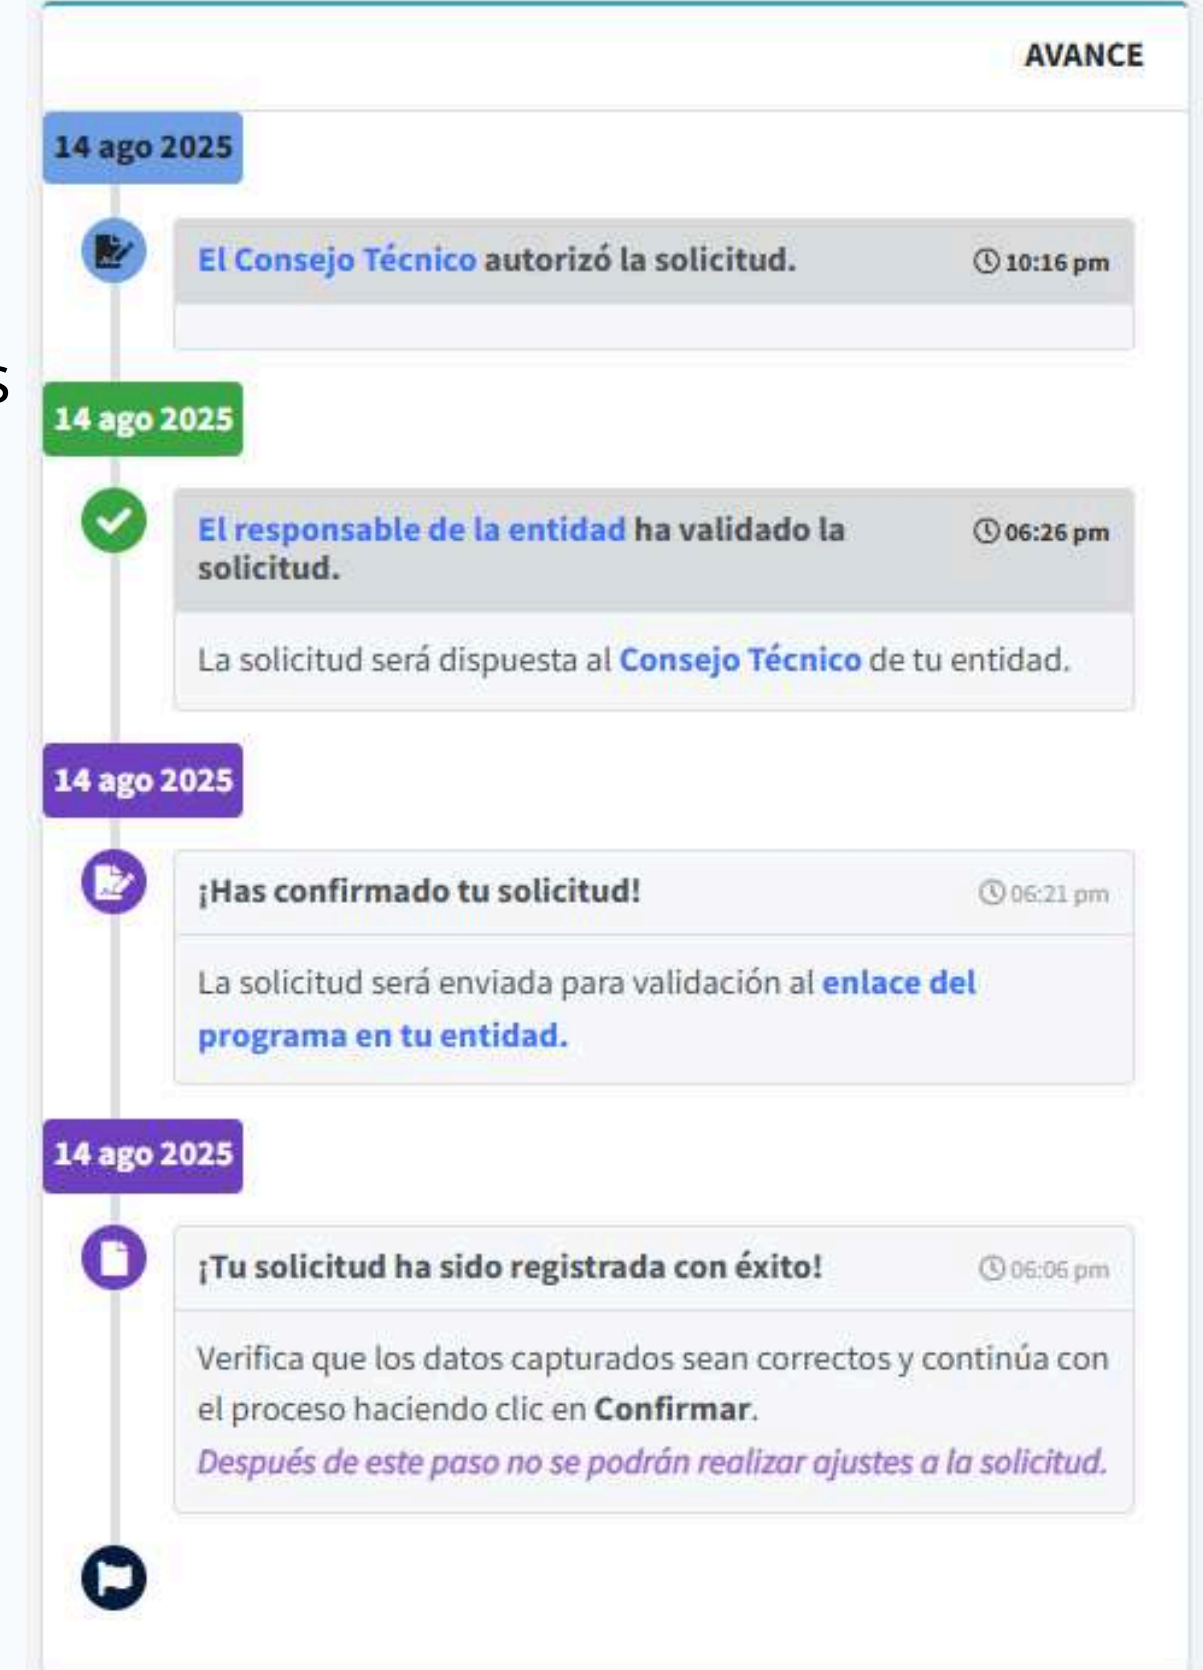 AVANCE
14 ago 2025
El Consejo Técnico autorizó la solicitud. 10:16 pm
s
14 ago 2025
El responsable de la entidad ha validado la 06:26 pm
solicitud.
La solicitud será dispuesta al Consejo Técnico de tu entidad.
14 ago 2025
¡Has confirmado tu solicitud! 06:21 pm
La solicitud será enviada para validación al enlace del
programa en tu entidad.
14 ago 2025
¡Tu solicitud ha sido registrada con éxito! 06:06 pm
Verifica que los datos capturados sean correctos y continúa con
el proceso haciendo clic en Confirmar.
Después de este paso no se podrán realizar ajustes a la solicitud.